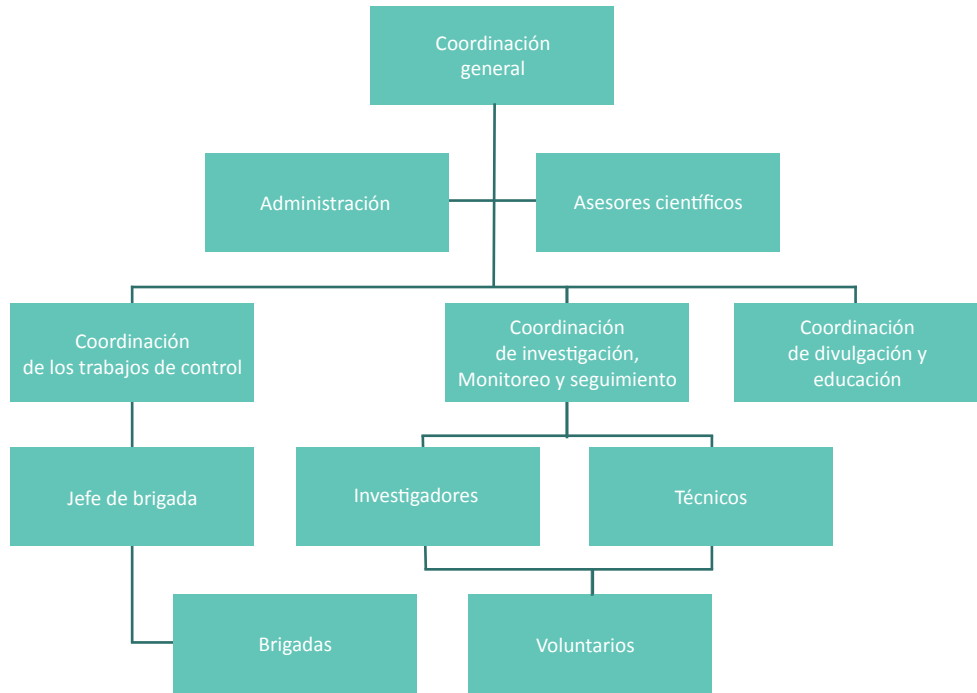 Coordinación
general
Administración
Asesores científicos
Coordinación
de los trabajos de control
Coordinación
de investigación,
Monitoreo y seguimiento
Coordinación
de divulgación y
educación
Jefe de brigada
Investigadores
Técnicos
Brigadas
Voluntarios